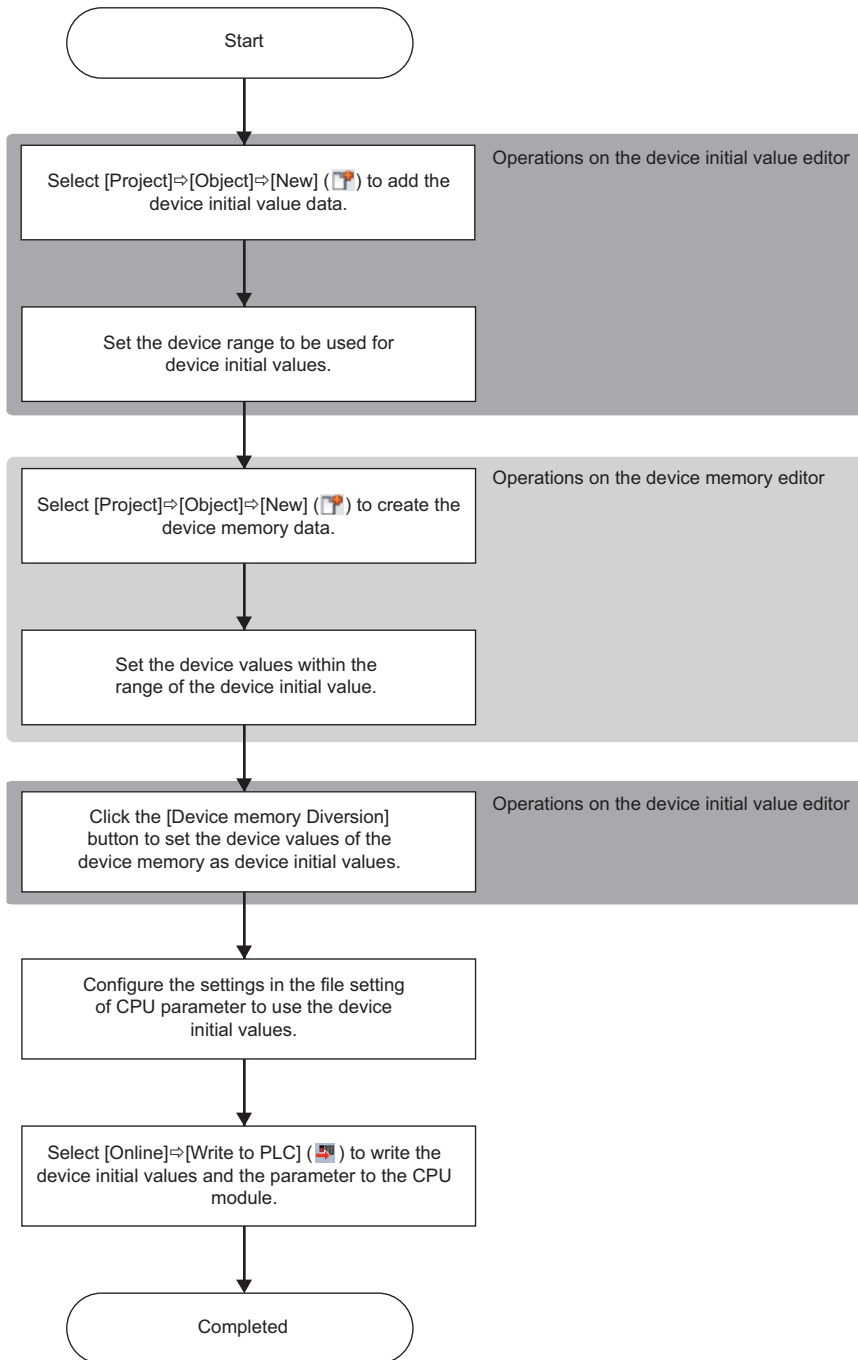 Start
Operations on the device initial value editor
Select [Project]⇨[Object]⇨[New] ( ) to add the
device initial value data.
Set the device range to be used for
device initial values.
Operations on the device memory editor
Select [Project]⇨[Object]⇨[New] ( ) to create the
device memory data.
Set the device values within the
range of the device initial value.
Operations on the device initial value editor
Click the [Device memory Diversion]
button to set the device values of the
device memory as device initial values.
Configure the settings in the file setting
of CPU parameter to use the device
initial values.
Select [Online]⇨[Write to PLC] ( ) to write the
device initial values and the parameter to the CPU
module.
Completed